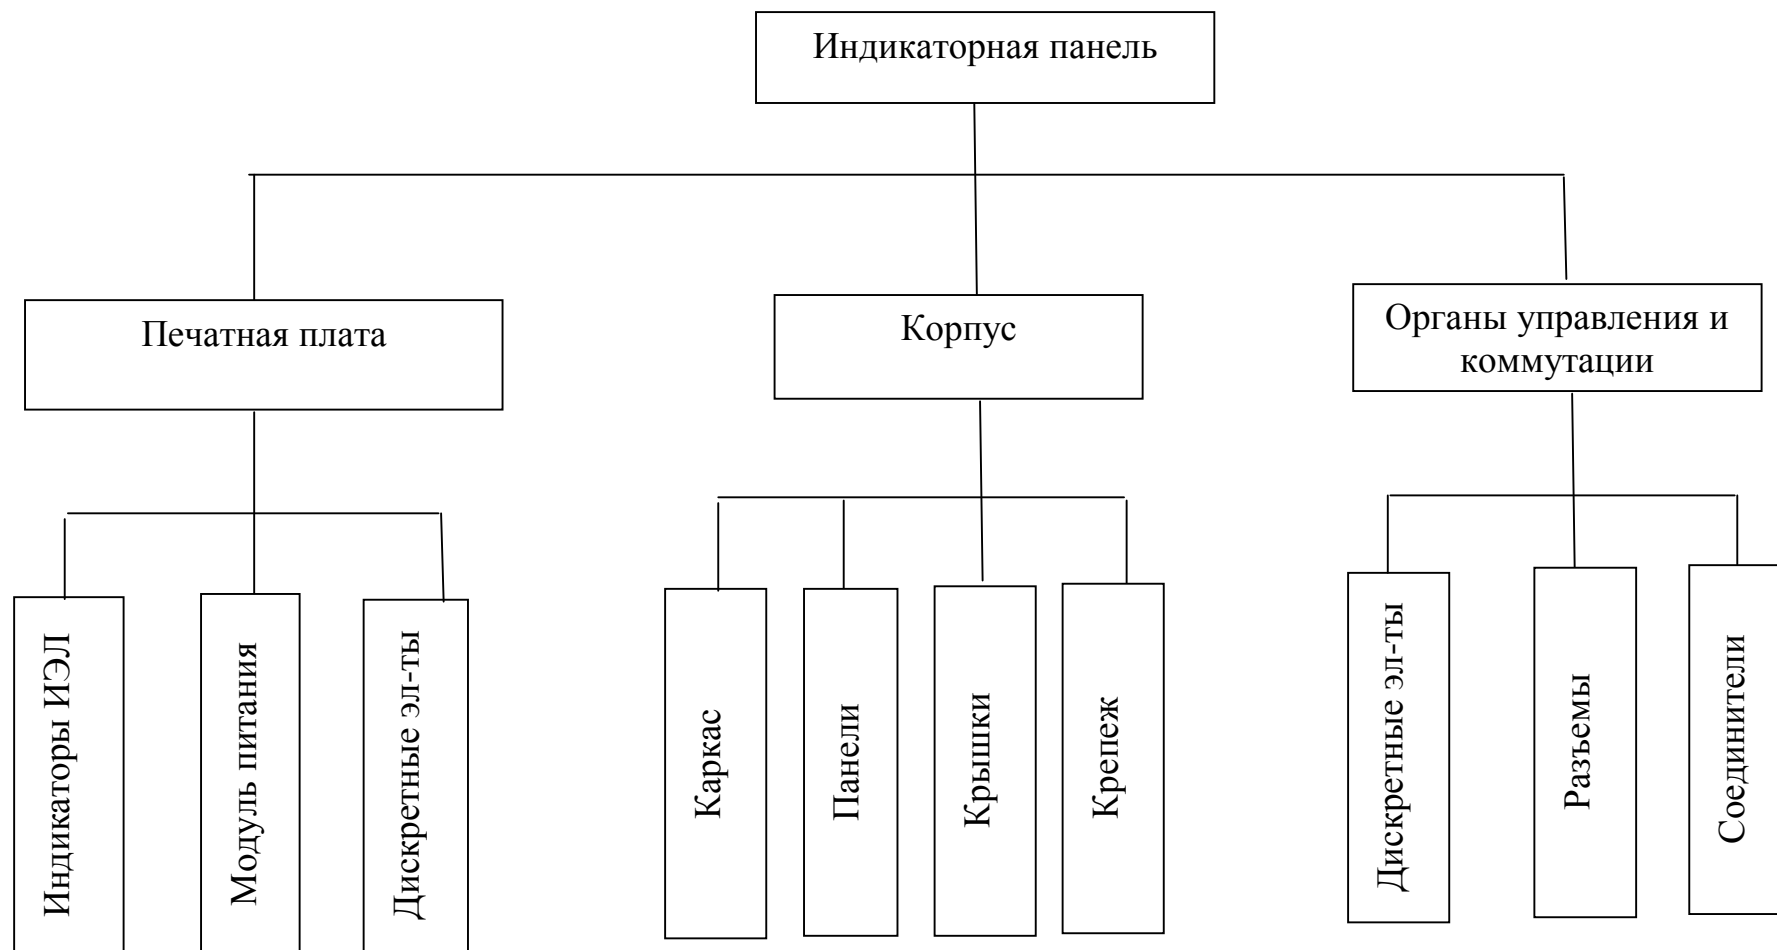 Индикаторная панель
Печатная плата
Корпус
Органы управления и
коммутации
Индикаторы ИЭЛ
Модуль питания
Дискретные эл-ты
Каркас
Панели
Крышки
Крепеж
Дискретные эл-ты
Разъемы
Соединители